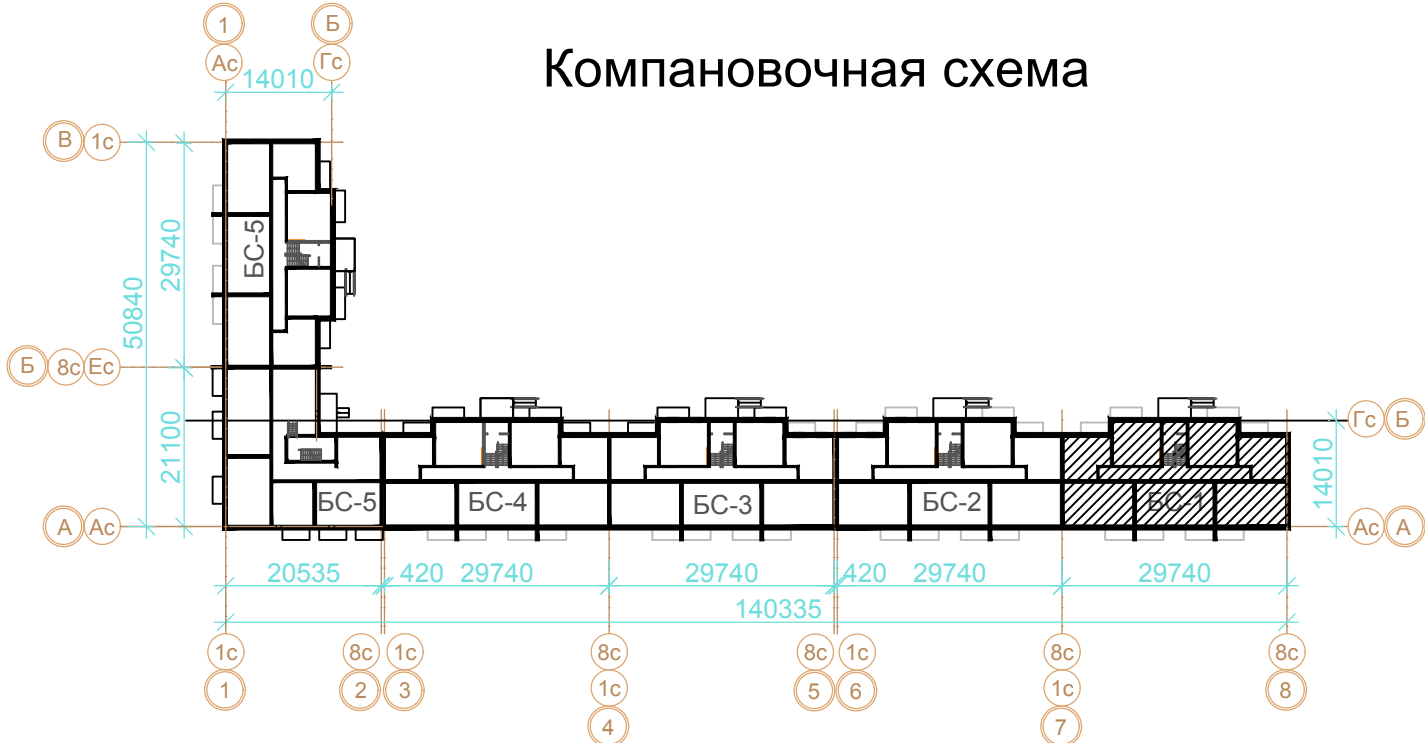 1 Б
Компановочная схема
Ас Гс
14010
В 1с
БС-5
29740
50840
Б 8с Ес
21100
Гс Б
14010
А Ас
БС-5 БС-4 БС-3 БС-2 БС-1
Ас А
20535 420 29740 29740 420 29740 29740
140335
1с 8с 1с 8с 8с 1с 8с 8с
1 2 3 1с 5 6 1с 8
4 7